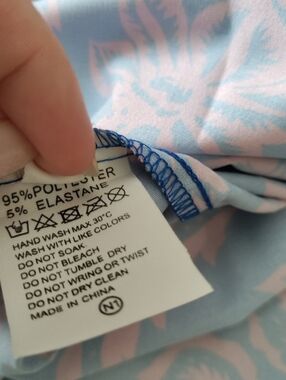 95%POLYESTER
5% ELASTANE
HAND WASH MAX 30°C
WASH WITH LIKE COLORS
DO NOT SOAK
DO NOT BLEACH
DO NOT TUMBLE DRY
DO NOT WRING OR TWIST
DO NOT DRY CLEAN
MADE IN CHINA
N1